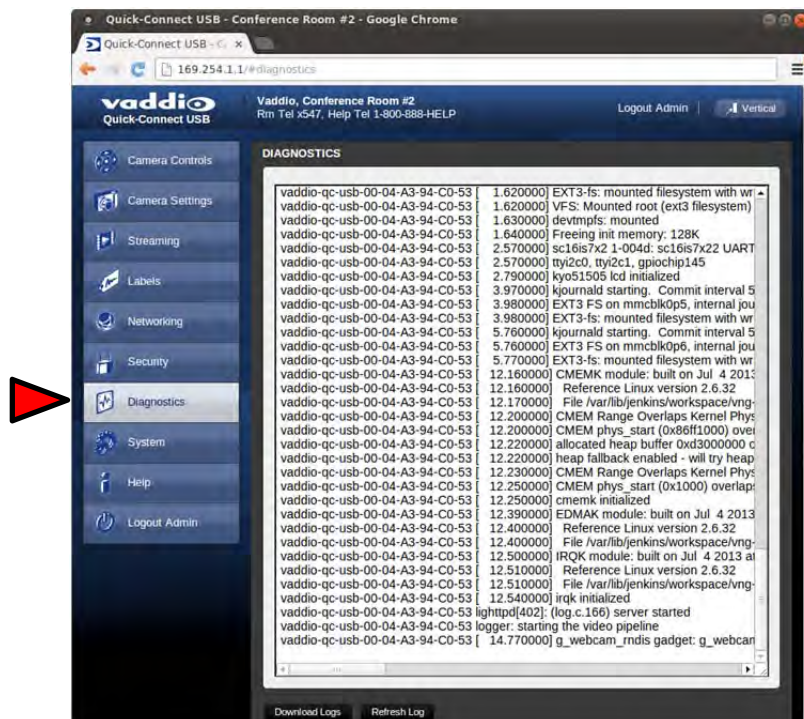 Quick-Connect USB - Conference Room #2 - Google Chrome
Quick-Connect USB - C
169.254.1.1/#diagnostics
vaddio
Quick-Connect USB
Vaddio, Conference Room #2
Rm Tel x547, Help Tel 1-800-888-HELP
Logout Admin
Vertical
Camera Controls
Camera Settings
Streaming
Labels
Networking
Security
Diagnostics
System
Help
Logout Admin
DIAGNOSTICS
vaddio-qc-usb-00-04-A3-94-C0-53 [ 1.620000] EXT3-fs: mounted filesystem with wr
vaddio-qc-usb-00-04-A3-94-C0-53 [ 1.620000] VFS: Mounted root (ext3 filesystem)
vaddio-qc-usb-00-04-A3-94-C0-53 [ 1.630000] devtmpfs: mounted
vaddio-qc-usb-00-04-A3-94-C0-53 [ 1.640000] Freeing init memory: 128K
vaddio-qc-usb-00-04-A3-94-C0-53 [ 2.570000] sc16is7x2 1-004d: sc16is7x22 UART
vaddio-qc-usb-00-04-A3-94-C0-53 [ 2.570000] ttyi2c0, ttyi2c1, gpiochip145
vaddio-qc-usb-00-04-A3-94-C0-53 [ 2.790000] kyo51505 lcd initialized
vaddio-qc-usb-00-04-A3-94-C0-53 [ 3.970000] kjournald starting. Commit interval 5
vaddio-qc-usb-00-04-A3-94-C0-53 [ 3.980000] EXT3 FS on mmcblk0p5, internal jou
vaddio-qc-usb-00-04-A3-94-C0-53 [ 3.980000] EXT3-fs: mounted filesystem with wr
vaddio-qc-usb-00-04-A3-94-C0-53 [ 5.760000] kjournald starting. Commit interval 5
vaddio-qc-usb-00-04-A3-94-C0-53 [ 5.760000] EXT3 FS on mmcblk0p6, internal jou
vaddio-qc-usb-00-04-A3-94-C0-53 [ 5.770000] EXT3-fs: mounted filesystem with wr
vaddio-qc-usb-00-04-A3-94-C0-53 [ 12.160000] CMEMK module: built on Jul 4 2013
vaddio-qc-usb-00-04-A3-94-C0-53 [ 12.160000] Reference Linux version 2.6.32
vaddio-qc-usb-00-04-A3-94-C0-53 [ 12.170000] File /var/lib/jenkins/workspace/vng-
vaddio-qc-usb-00-04-A3-94-C0-53 [ 12.200000] CMEM Range Overlaps Kernel Phys
vaddio-qc-usb-00-04-A3-94-C0-53 [ 12.200000] CMEM phys_start (0x86ff1000) over
vaddio-qc-usb-00-04-A3-94-C0-53 [ 12.220000] allocated heap buffer 0xd3000000 o
vaddio-qc-usb-00-04-A3-94-C0-53 [ 12.220000] heap fallback enabled - will try heap
vaddio-qc-usb-00-04-A3-94-C0-53 [ 12.230000] CMEM Range Overlaps Kernel Phys
vaddio-qc-usb-00-04-A3-94-C0-53 [ 12.250000] CMEM phys_start (0x1000) overlap
vaddio-qc-usb-00-04-A3-94-C0-53 [ 12.250000] cmemk initialized
vaddio-qc-usb-00-04-A3-94-C0-53 [ 12.390000] EDMAK module: built on Jul 4 2013
vaddio-qc-usb-00-04-A3-94-C0-53 [ 12.400000] Reference Linux version 2.6.32
vaddio-qc-usb-00-04-A3-94-C0-53 [ 12.400000] File /var/lib/jenkins/workspace/vng-
vaddio-qc-usb-00-04-A3-94-C0-53 [ 12.500000] IRQK module: built on Jul 4 2013 at
vaddio-qc-usb-00-04-A3-94-C0-53 [ 12.510000] Reference Linux version 2.6.32
vaddio-qc-usb-00-04-A3-94-C0-53 [ 12.510000] File /var/lib/jenkins/workspace/vng-
vaddio-qc-usb-00-04-A3-94-C0-53 [ 12.540000] irqk initialized
vaddio-qc-usb-00-04-A3-94-C0-53 lighttpd[402]: (log.c.166) server started
vaddio-qc-usb-00-04-A3-94-C0-53 logger: starting the video pipeline
vaddio-qc-usb-00-04-A3-94-C0-53 [ 14.770000] g_webcam_rndis gadget: g_webcan
Download Logs
Refresh Log